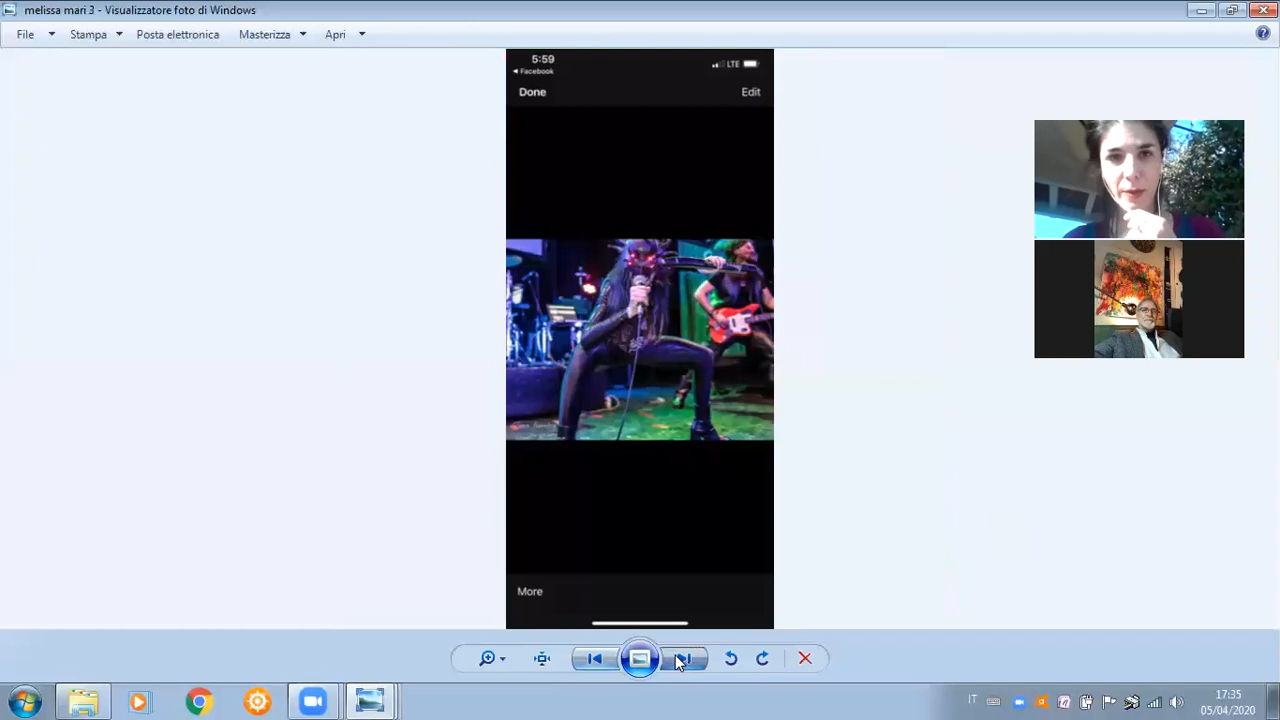 melissa mari 3 - Visualizzatore foto di Windows
File Stampa Posta elettronica Masterizza Apri
5:59 LTE
Facebook
Done Edit
More
IT 17:35
05/04/2020